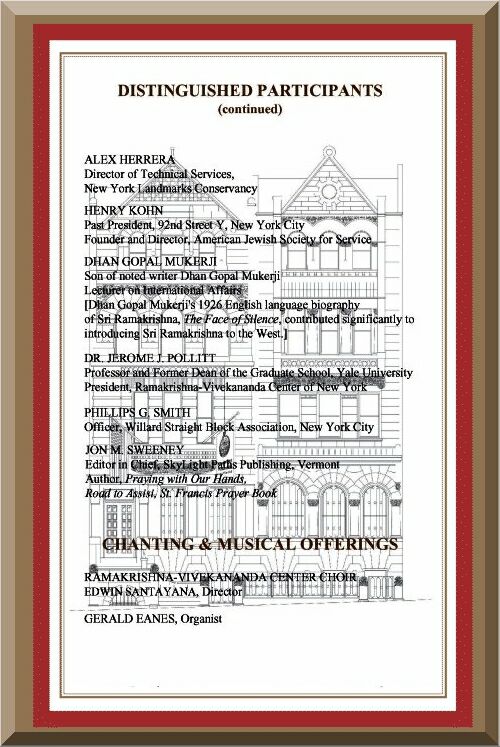 DISTINGUISHED PARTICIPANTS
(continued)
ALEX HERRERA
Director of Technical Services,
New York Landmarks Conservancy
HENRY KOHN
Past President, 92nd Street Y, New York City
Founder and Director, American Jewish Society for Service
DHAN GOPAL MUKERJI
Son of noted writer Dhan Gopal Mukerji
Lecturer on International Affairs
[Dhan Gopal Mukerji's 1926 English language biography
of Sri Ramakrishna, The Face of Silence, contributed significantly to
introducing Sri Ramakrishna to the West.]
DR. JEROME J. POLLITT
Professor and Former Dean of the Graduate School, Yale University
President, Ramakrishna-Vivekananda Center of New York
PHILLIPS G. SMITH
Officer, Willard Straight Block Association, New York City
JON M. SWEENEY
Editor in Chief, SkyLight Paths Publishing, Vermont
Author, Praying with Our Hands,
Road to Assisi, St. Francis Prayer Book
CHANTING & MUSICAL OFFERINGS
RAMAKRISHNA-VIVEKANANDA CENTER CHOIR
EDWIN SANTAYANA, Director
GERALD EANES, Organist